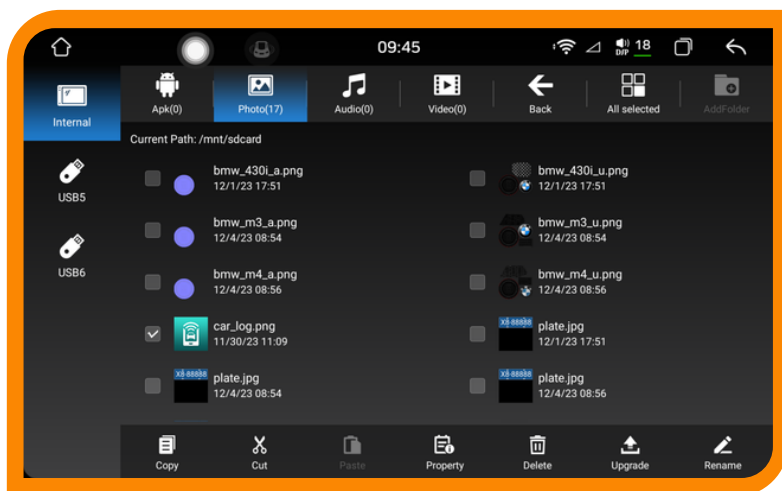 09:45
D/P 18
Internal
USB5
USB6
Apk(0)
Photo(17)
Audio(0)
Video(0)
Back
All selected
AddFolder
Current Path: /mnt/sdcard
bmw_430i_a.png
12/1/23 17:51
bmw_430i_u.png
12/1/23 17:51
bmw_m3_a.png
12/4/23 08:54
bmw_m3_u.png
12/4/23 08:54
bmw_m4_a.png
12/4/23 08:56
bmw_m4_u.png
12/4/23 08:56
car_log.png
11/30/23 11:09
plate.jpg
12/1/23 17:51
plate.jpg
12/4/23 08:54
plate.jpg
12/4/23 08:56
Copy
Cut
Paste
Property
Delete
Upgrade
Rename